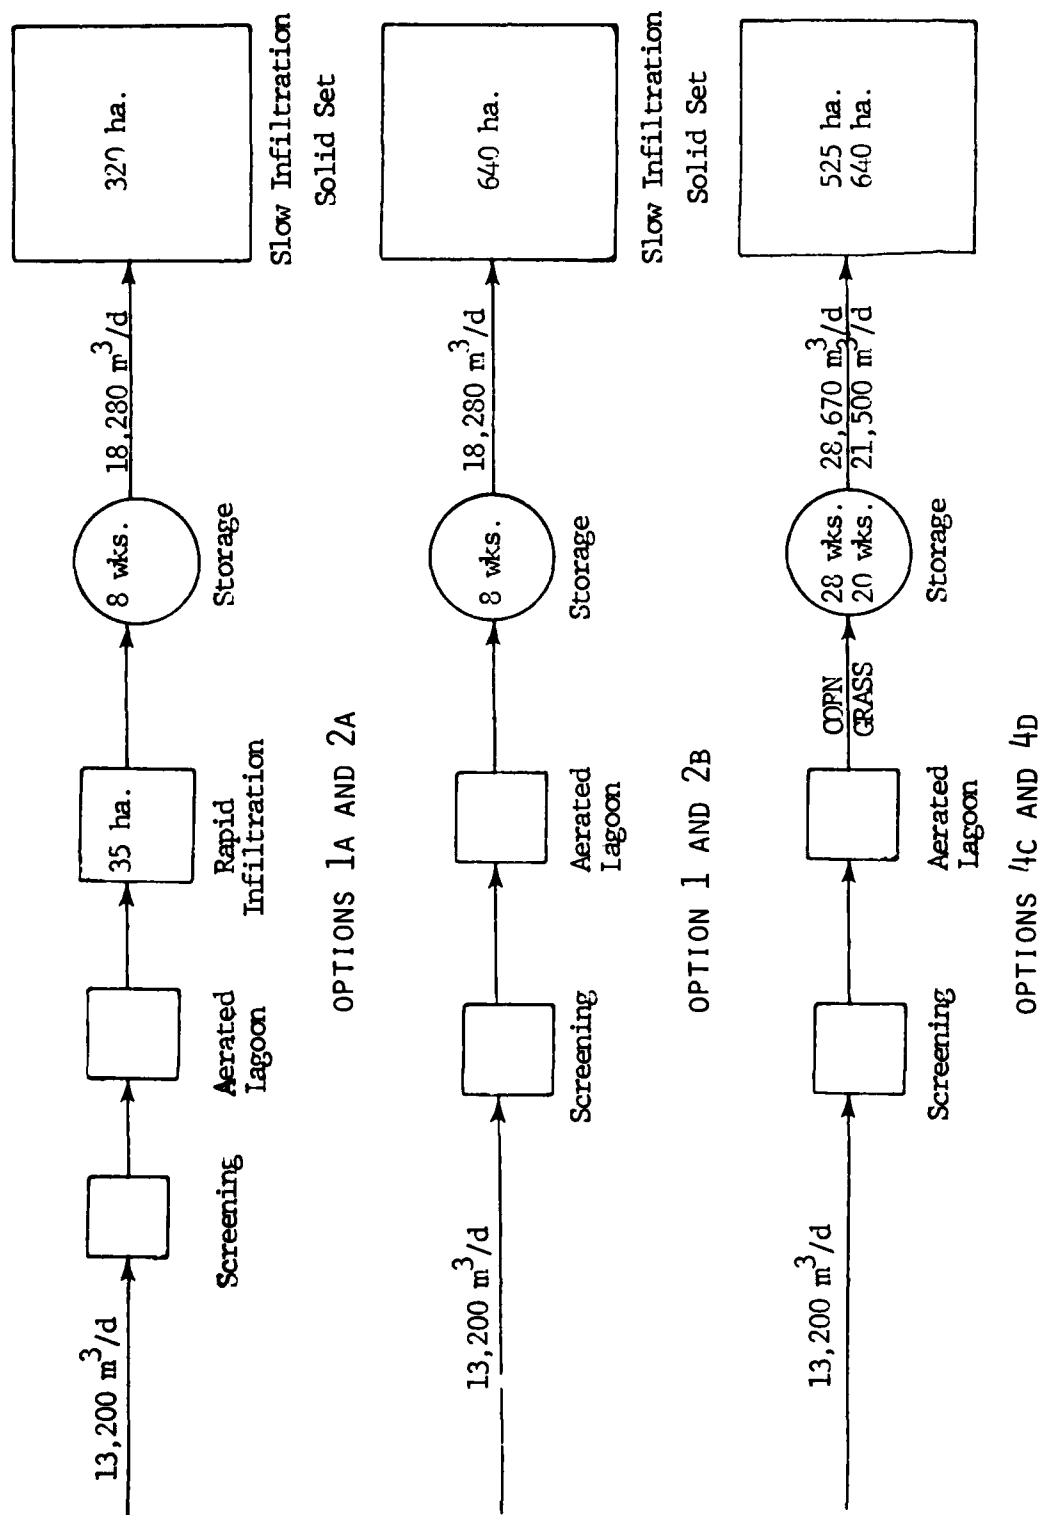 13,200 m³/d
Screening
Aerated
Lagoon
35 ha.
Rapid
Infiltration
8 wks.
Storage
18,280 m³/d
320 ha.
Slow Infiltration
Solid Set
OPTIONS 1A AND 2A
13,200 m³/d
Screening
Aerated
Lagoon
8 wks.
Storage
18,280 m³/d
640 ha.
Slow Infiltration
Solid Set
OPTION 1 AND 2B
13,200 m³/d
Screening
Aerated
Lagoon
CORN
GRASS
28 wks.
20 wks.
Storage
28,670 m³/d
21,500 m³/d
525 ha.
640 ha.
OPTIONS 4C AND 4D